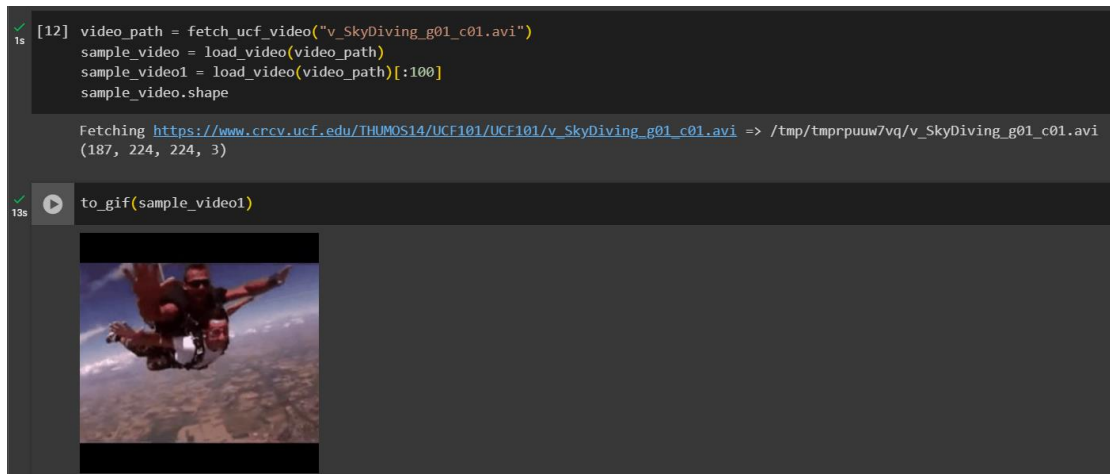 [12] video_path = fetch_ucf_video("v_SkyDiving_g01_c01.avi")
1s
sample_video = load_video(video_path)
sample_video1 = load_video(video_path)[:100]
sample_video.shape
Fetching https://www.crcv.ucf.edu/THUMOS14/UCF101/UCF101/v_SkyDiving_g01_c01.avi => /tmp/tmprpuuw7vq/v_SkyDiving_g01_c01.avi
(187, 224, 224, 3)
to_gif(sample_video1)
13s